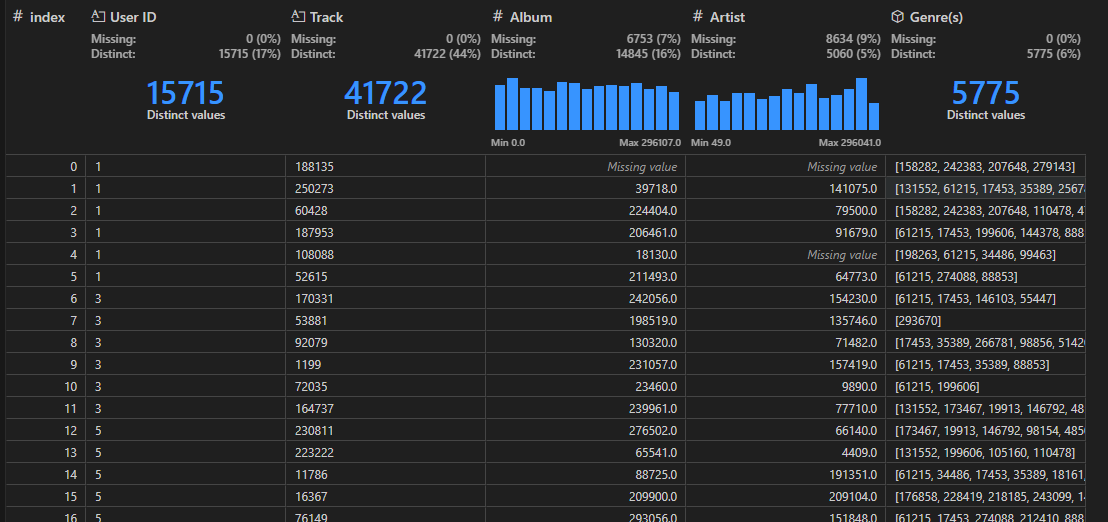 index User ID Track Album Artist Genre(s)
Missing: 0 (0%) Missing: 0 (0%) Missing: 6753 (7%) Missing: 8634 (9%) Missing: 0 (0%)
Distinct: 15715 (17%) Distinct: 41722 (44%) Distinct: 14845 (16%) Distinct: 5060 (5%) Distinct: 5775 (6%)
15715 41722 5775
Distinct values Distinct values Distinct values
Min 0.0 Max 296107.0 Min 49.0 Max 296041.0
0 1 188135 Missing value Missing value [158282, 242383, 207648, 279143]
1 1 250273 39718.0 141075.0 [131552, 61215, 17453, 35389, 2567
2 1 60428 224404.0 79500.0 [158282, 242383, 207648, 110478, 4
3 1 187953 206461.0 91679.0 [61215, 17453, 199606, 144378, 888
4 1 108088 18130.0 Missing value [198263, 61215, 34486, 99463]
5 1 52615 211493.0 64773.0 [61215, 274088, 88853]
6 3 170331 242056.0 154230.0 [61215, 17453, 146103, 55447]
7 3 53881 198519.0 135746.0 [293670]
8 3 92079 130320.0 71482.0 [17453, 35389, 266781, 98856, 5142
9 3 1199 231057.0 157419.0 [61215, 17453, 35389, 88853]
10 3 72035 23460.0 9890.0 [61215, 199606]
11 3 164737 239961.0 77710.0 [131552, 173467, 19913, 146792, 48
12 5 230811 276502.0 66140.0 [173467, 19913, 146792, 98154, 485
13 5 223222 65541.0 4409.0 [131552, 199606, 105160, 110478]
14 5 11786 88725.0 191351.0 [61215, 34486, 17453, 35389, 18161,
15 5 16367 209900.0 209104.0 [176858, 228419, 218185, 243099, 1
16 5 76149 293056.0 151848.0 [61215, 17453, 274088, 212410, 888